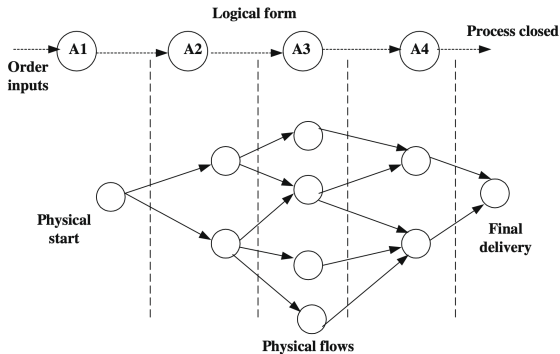 Logical form
A1
A2
A3
A4
Process closed
Order
inputs
Physical
start
Final
delivery
Physical flows